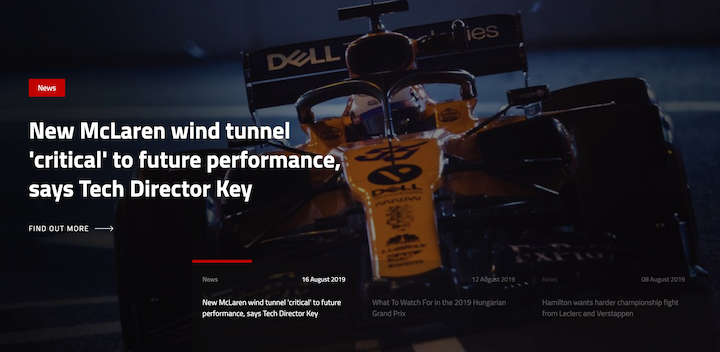 DELL
News
New McLaren wind tunnel
'critical' to future performance,
says Tech Director Key
DELL
FIND OUT MORE
News
16 August 2019
12 August 2019
News
08 August 2019
New McLaren wind tunnel 'critical' to future
performance, says Tech Director Key
What To Watch For in the 2019 Hungarian
Grand Prix
Hamilton wants harder championship fight
from Leclerc and Verstappen